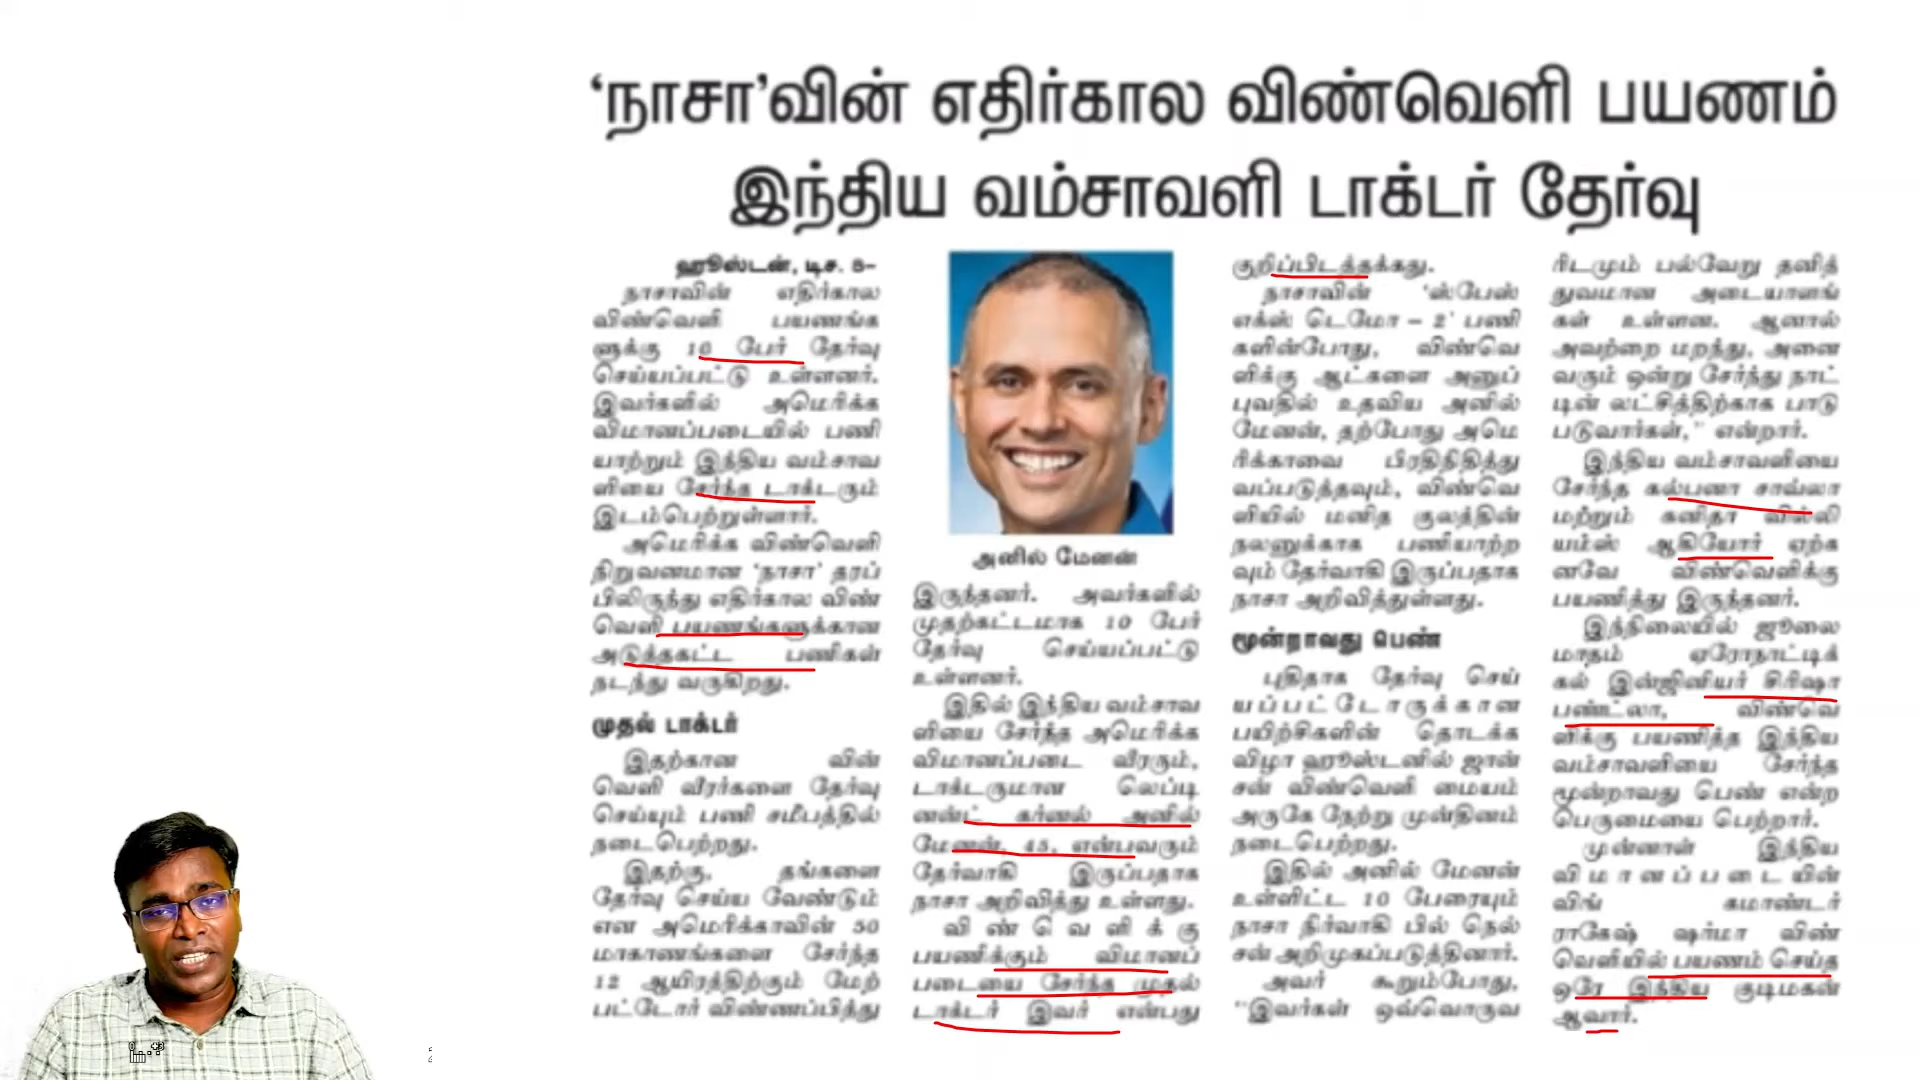 ‘நாசா’வின் எதிர்கால விண்வெளி பயணம்
இந்திய வம்சாவளி டாக்டர் தேர்வு
ஹூஸ்டன், டிச. 8–
நாசாவின் எதிர்கால
விண்வெளி பயணங்க
ளுக்கு 10 பேர் தேர்வு
செய்யப்பட்டு உள்ளனர்.
இவர்களில் அமெரிக்க
விமானப்படையில் பணி
யாற்றும் இந்திய வம்சாவ
ளியை சேர்ந்த டாக்டரும்
இடம்பெற்றுள்ளார்.
அமெரிக்க விண்வெளி
நிறுவனமான ‘நாசா’ தரப்
பிலிருந்து எதிர்கால விண்
வெளி பயணங்களுக்கான
அடுத்தகட்ட பணிகள்
நடந்து வருகிறது.
முதல் டாக்டர்
இதற்கான வின்
வெளி வீரர்களை தேர்வு
செய்யும் பணி சமீபத்தில்
நடைபெற்றது.
இதற்கு, தங்களை
தேர்வு செய்ய வேண்டும்
என அமெரிக்காவின் 50
மாகாணங்களை சேர்ந்த
12 ஆயிரத்திற்கும் மேற்
பட்டோர் விண்ணப்பித்து
அனில் மேனன்
இருந்தனர். அவர்களில்
முதற்கட்டமாக 10 பேர்
தேர்வு செய்யப்பட்டு
உள்ளனர்.
இதில் இந்திய வம்சாவ
ளியை சேர்ந்த அமெரிக்க
விமானப்படை வீரரும்,
டாக்டருமான லெப்டி
னன்ட் கர்னல் அனில்
மேனன், 45, என்பவரும்
தேர்வாகி இருப்பதாக
நாசா அறிவித்து உள்ளது.
விண்வெளிக்கு
பயணிக்கும் விமானப்
படையை சேர்ந்த முதல்
டாக்டர் இவர் என்பது
குறிப்பிடத்தக்கது.
நாசாவின் ‘ஸ்பேஸ்
எக்ஸ் டெமோ – 2’ பணி
களின்போது, விண்வெ
ளிக்கு ஆட்களை அனுப்
புவதில் உதவிய அனில்
மேனன், தற்போது அமெ
ரிக்காவை பிரதிநிதித்து
வப்படுத்தவும், விண்வெ
ளியில் மனித குலத்தின்
நலனுக்காக பணியாற்ற
வும் தேர்வாகி இருப்பதாக
நாசா அறிவித்துள்ளது.
மூன்றாவது பெண்
புதிதாக தேர்வு செய்
யப்பட்டோருக்கான
பயிற்சிகளின் தொடக்க
விழா ஹூஸ்டனில் ஜான்
சன் விண்வெளி மையம்
அருகே நேற்று முன்தினம்
நடைபெற்றது.
இதில் அனில் மேனன்
உள்ளிட்ட 10 பேரையும்
நாசா நிர்வாகி பில் நெல்
சன் அறிமுகப்படுத்தினார்.
அவர் கூறும்போது,
‘‘இவர்கள் ஒவ்வொருவ
ரிடமும் பல்வேறு தனித்
துவமான அடையாளங்
கள் உள்ளன. ஆனால்
அவற்றை மறந்து, அனை
வரும் ஒன்று சேர்ந்து நாட்
டின் லட்சித்திற்காக பாடு
படுவார்கள்,’’ என்றார்.
இந்திய வம்சாவளியை
சேர்ந்த கல்பனா சாவ்லா
மற்றும் சுனிதா வில்லி
யம்ஸ் ஆகியோர் ஏற்க
னவே விண்வெளிக்கு
பயணித்து இருந்தனர்.
இந்நிலையில் ஜூலை
மாதம் ஏரோநாட்டிக்
கல் இன்ஜினியர் சிரிஷா
பண்ட்லா, விண்வெ
ளிக்கு பயணித்த இந்திய
வம்சாவளியை சேர்ந்த
மூன்றாவது பெண் என்ற
பெருமையை பெற்றார்.
முன்னாள் இந்திய
விமானப்படையின்
விங் கமாண்டர்
ராகேஷ் ஷர்மா விண்
வெளியில் பயணம் செய்த
ஒரே இந்திய குடிமகன்
ஆவார்.